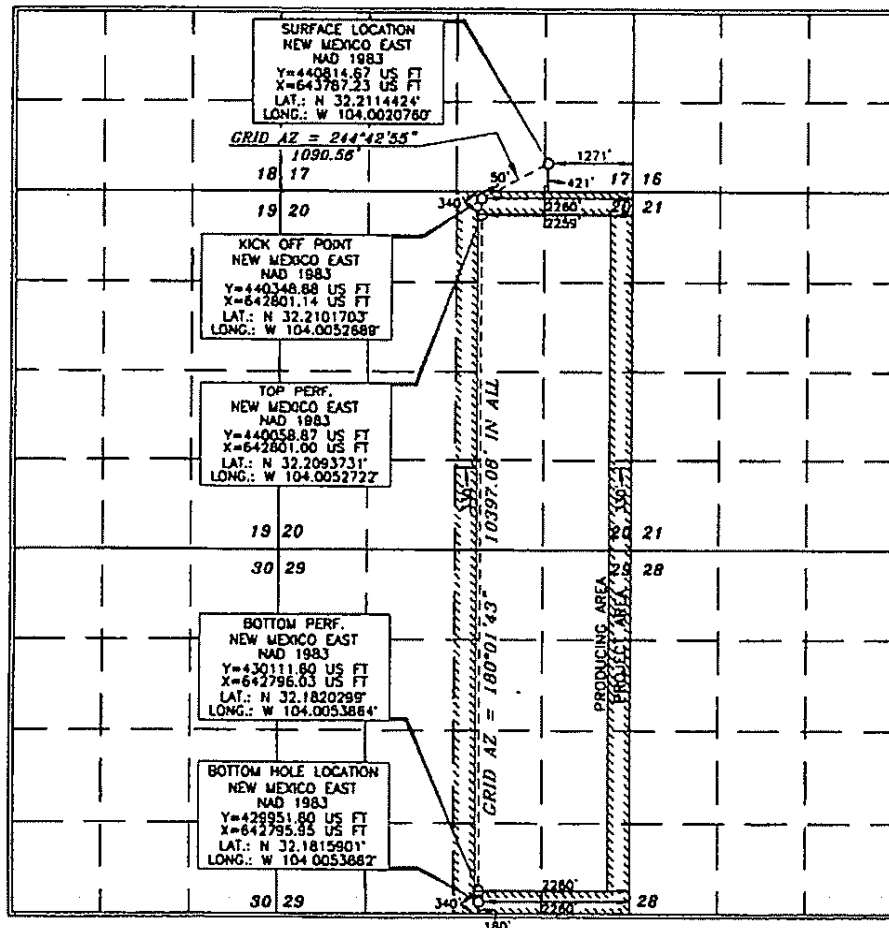 SURFACE LOCATION
NEW MEXICO EAST
NAD 1983
Y=440814.67 US FT
X=643787.23 US FT
LAT.: N 32.2114424°
LONG.: W 104.0020760°
GRID AZ = 244°42'55"
1090.56'
1271'
421'
50'
18 17
17 16
19 20
20 21
340'
2260'
2259'
KICK OFF POINT
NEW MEXICO EAST
NAD 1983
Y=440348.88 US FT
X=642801.14 US FT
LAT.: N 32.2101703°
LONG.: W 104.0052689°
TOP PERF.
NEW MEXICO EAST
NAD 1983
Y=440058.87 US FT
X=642801.00 US FT
LAT.: N 32.2093731°
LONG.: W 104.0052722°
GRID AZ = 180°01'43" 10397.08' IN ALL
330'
330'
19 20
20 21
30 29
29 28
PRODUCING AREA
PROJECT AREA
BOTTOM PERF.
NEW MEXICO EAST
NAD 1983
Y=430111.80 US FT
X=642796.03 US FT
LAT.: N 32.1820299°
LONG.: W 104.0053864°
BOTTOM HOLE LOCATION
NEW MEXICO EAST
NAD 1983
Y=429951.80 US FT
X=642795.95 US FT
LAT.: N 32.1815901°
LONG.: W 104.0053882°
30 29
28
340'
2260'
2260'
180'